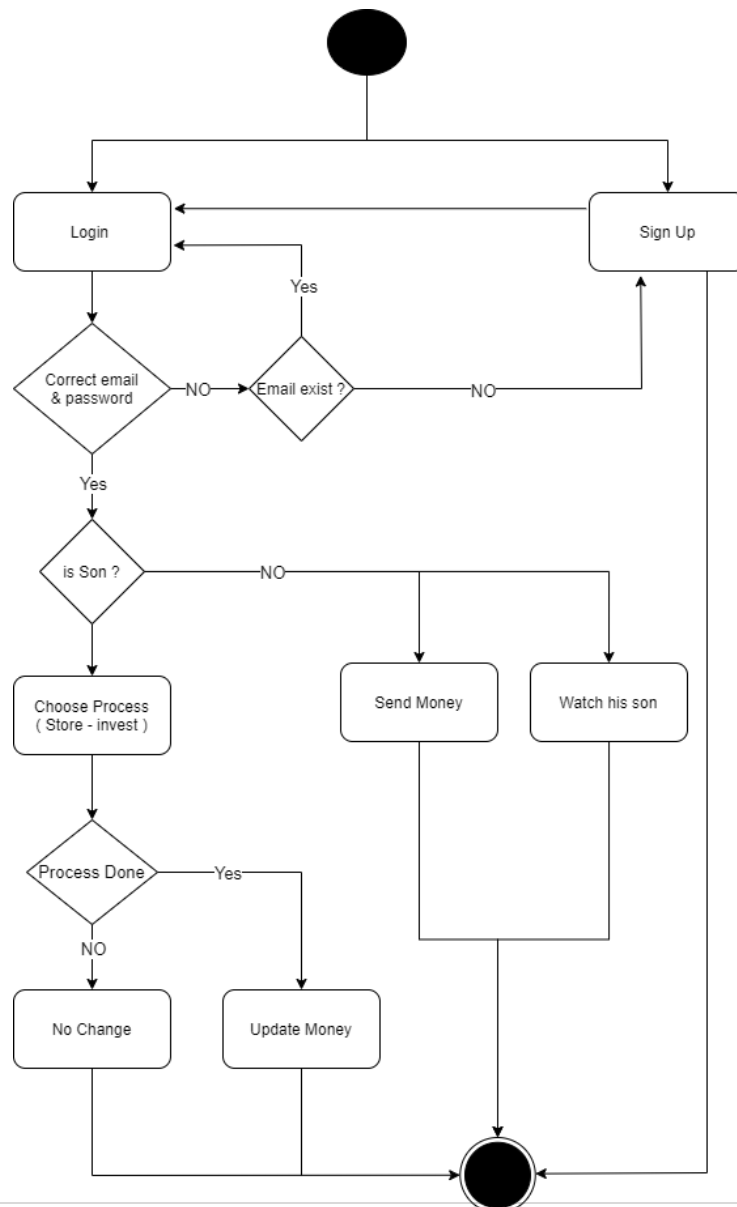 Login
Sign Up
Yes
Correct email
& password
NO
Email exist ?
NO
Yes
is Son ?
NO
Choose Process
( Store - invest )
Send Money
Watch his son
Process Done
Yes
NO
No Change
Update Money